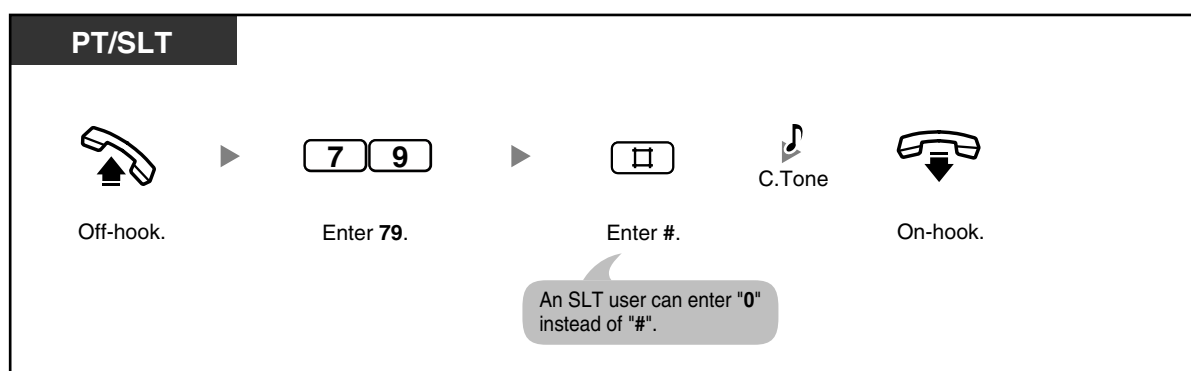 PT/SLT
7 9
#
C.Tone
Off-hook.
Enter 79.
Enter #.
On-hook.
An SLT user can enter "0"
instead of "#".